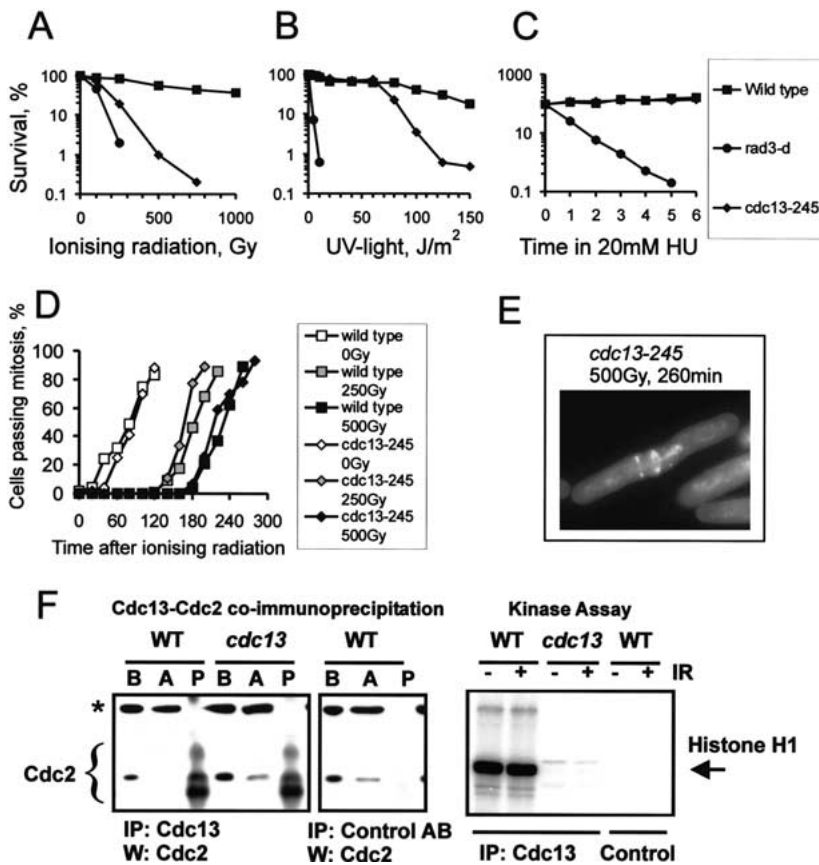 A
B
C
Survival, %
100
10
1
0.1
0
500
1000
Ionising radiation, Gy
100
10
1
0.1
0
50
100
150
UV-light, J/m²
1000
100
10
1
0.1
0 1 2 3 4 5 6
Time in 20mM HU
Wild type
rad3-d
cdc13-245
D
Cells passing mitosis, %
100
80
60
40
20
0
0 60 120 180 240 300
Time after ionising radiation
wild type
0Gy
wild type
250Gy
wild type
500Gy
cdc13-245
0Gy
cdc13-245
250Gy
cdc13-245
500Gy
E
cdc13-245
500Gy, 260min
F
Cdc13-Cdc2 co-immunoprecipitation
WT cdc13 WT
B A P B A P B A P
*
Cdc2 {
IP: Cdc13
W: Cdc2
IP: Control AB
W: Cdc2
Kinase Assay
WT cdc13 WT
- + - + - + IR
Histone H1
IP: Cdc13
Control